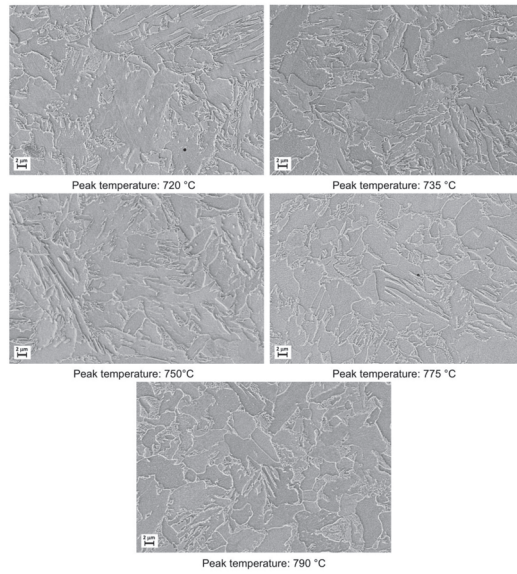 2 μm
2 μm
Peak temperature: 720 °C
Peak temperature: 735 °C
2 μm
2 μm
Peak temperature: 750°C
Peak temperature: 775 °C
2 μm
Peak temperature: 790 °C